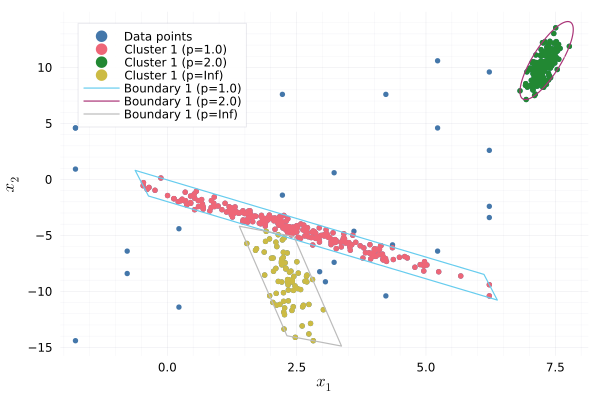 Data points
Cluster 1 (p=1.0)
Cluster 1 (p=2.0)
Cluster 1 (p=Inf)
Boundary 1 (p=1.0)
Boundary 1 (p=2.0)
Boundary 1 (p=Inf)
10
5
0
−5
−10
−15
x₂
0.0 2.5 5.0 7.5
x₁